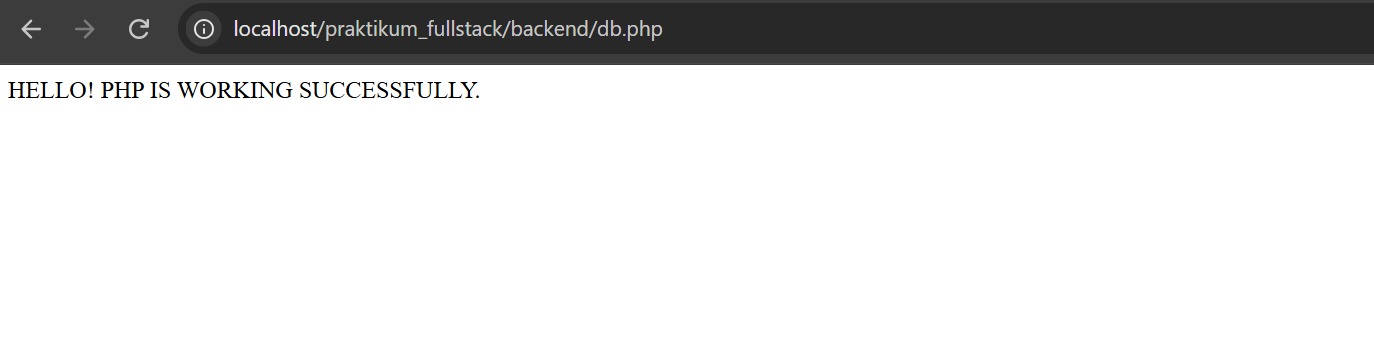 localhost/praktikum_fullstack/backend/db.php
HELLO! PHP IS WORKING SUCCESSFULLY.